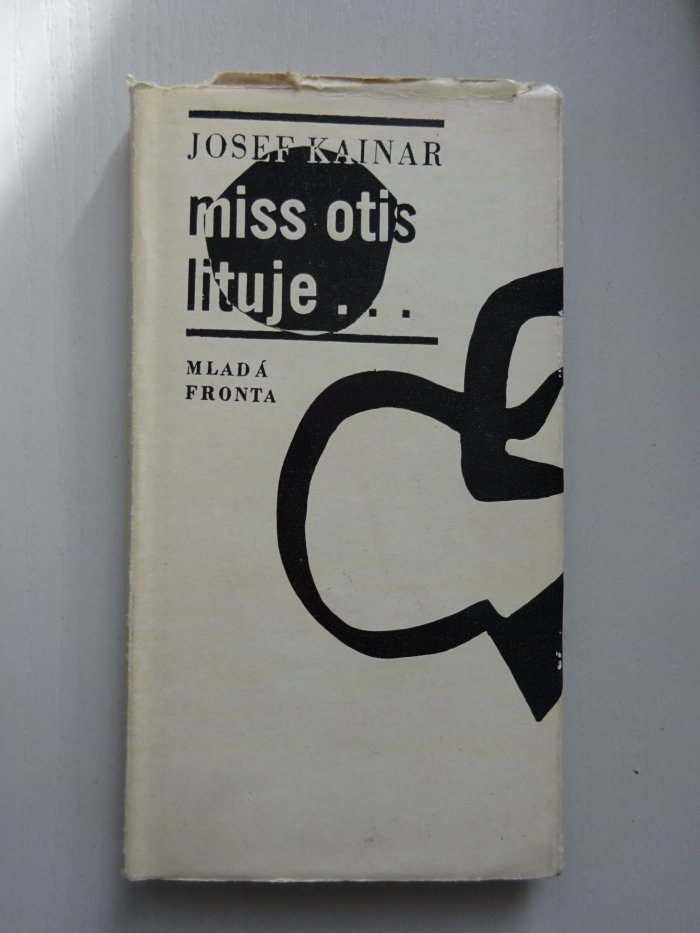 JOSEF KAINAR
miss otis
lituje . . .
MLADÁ
FRONTA